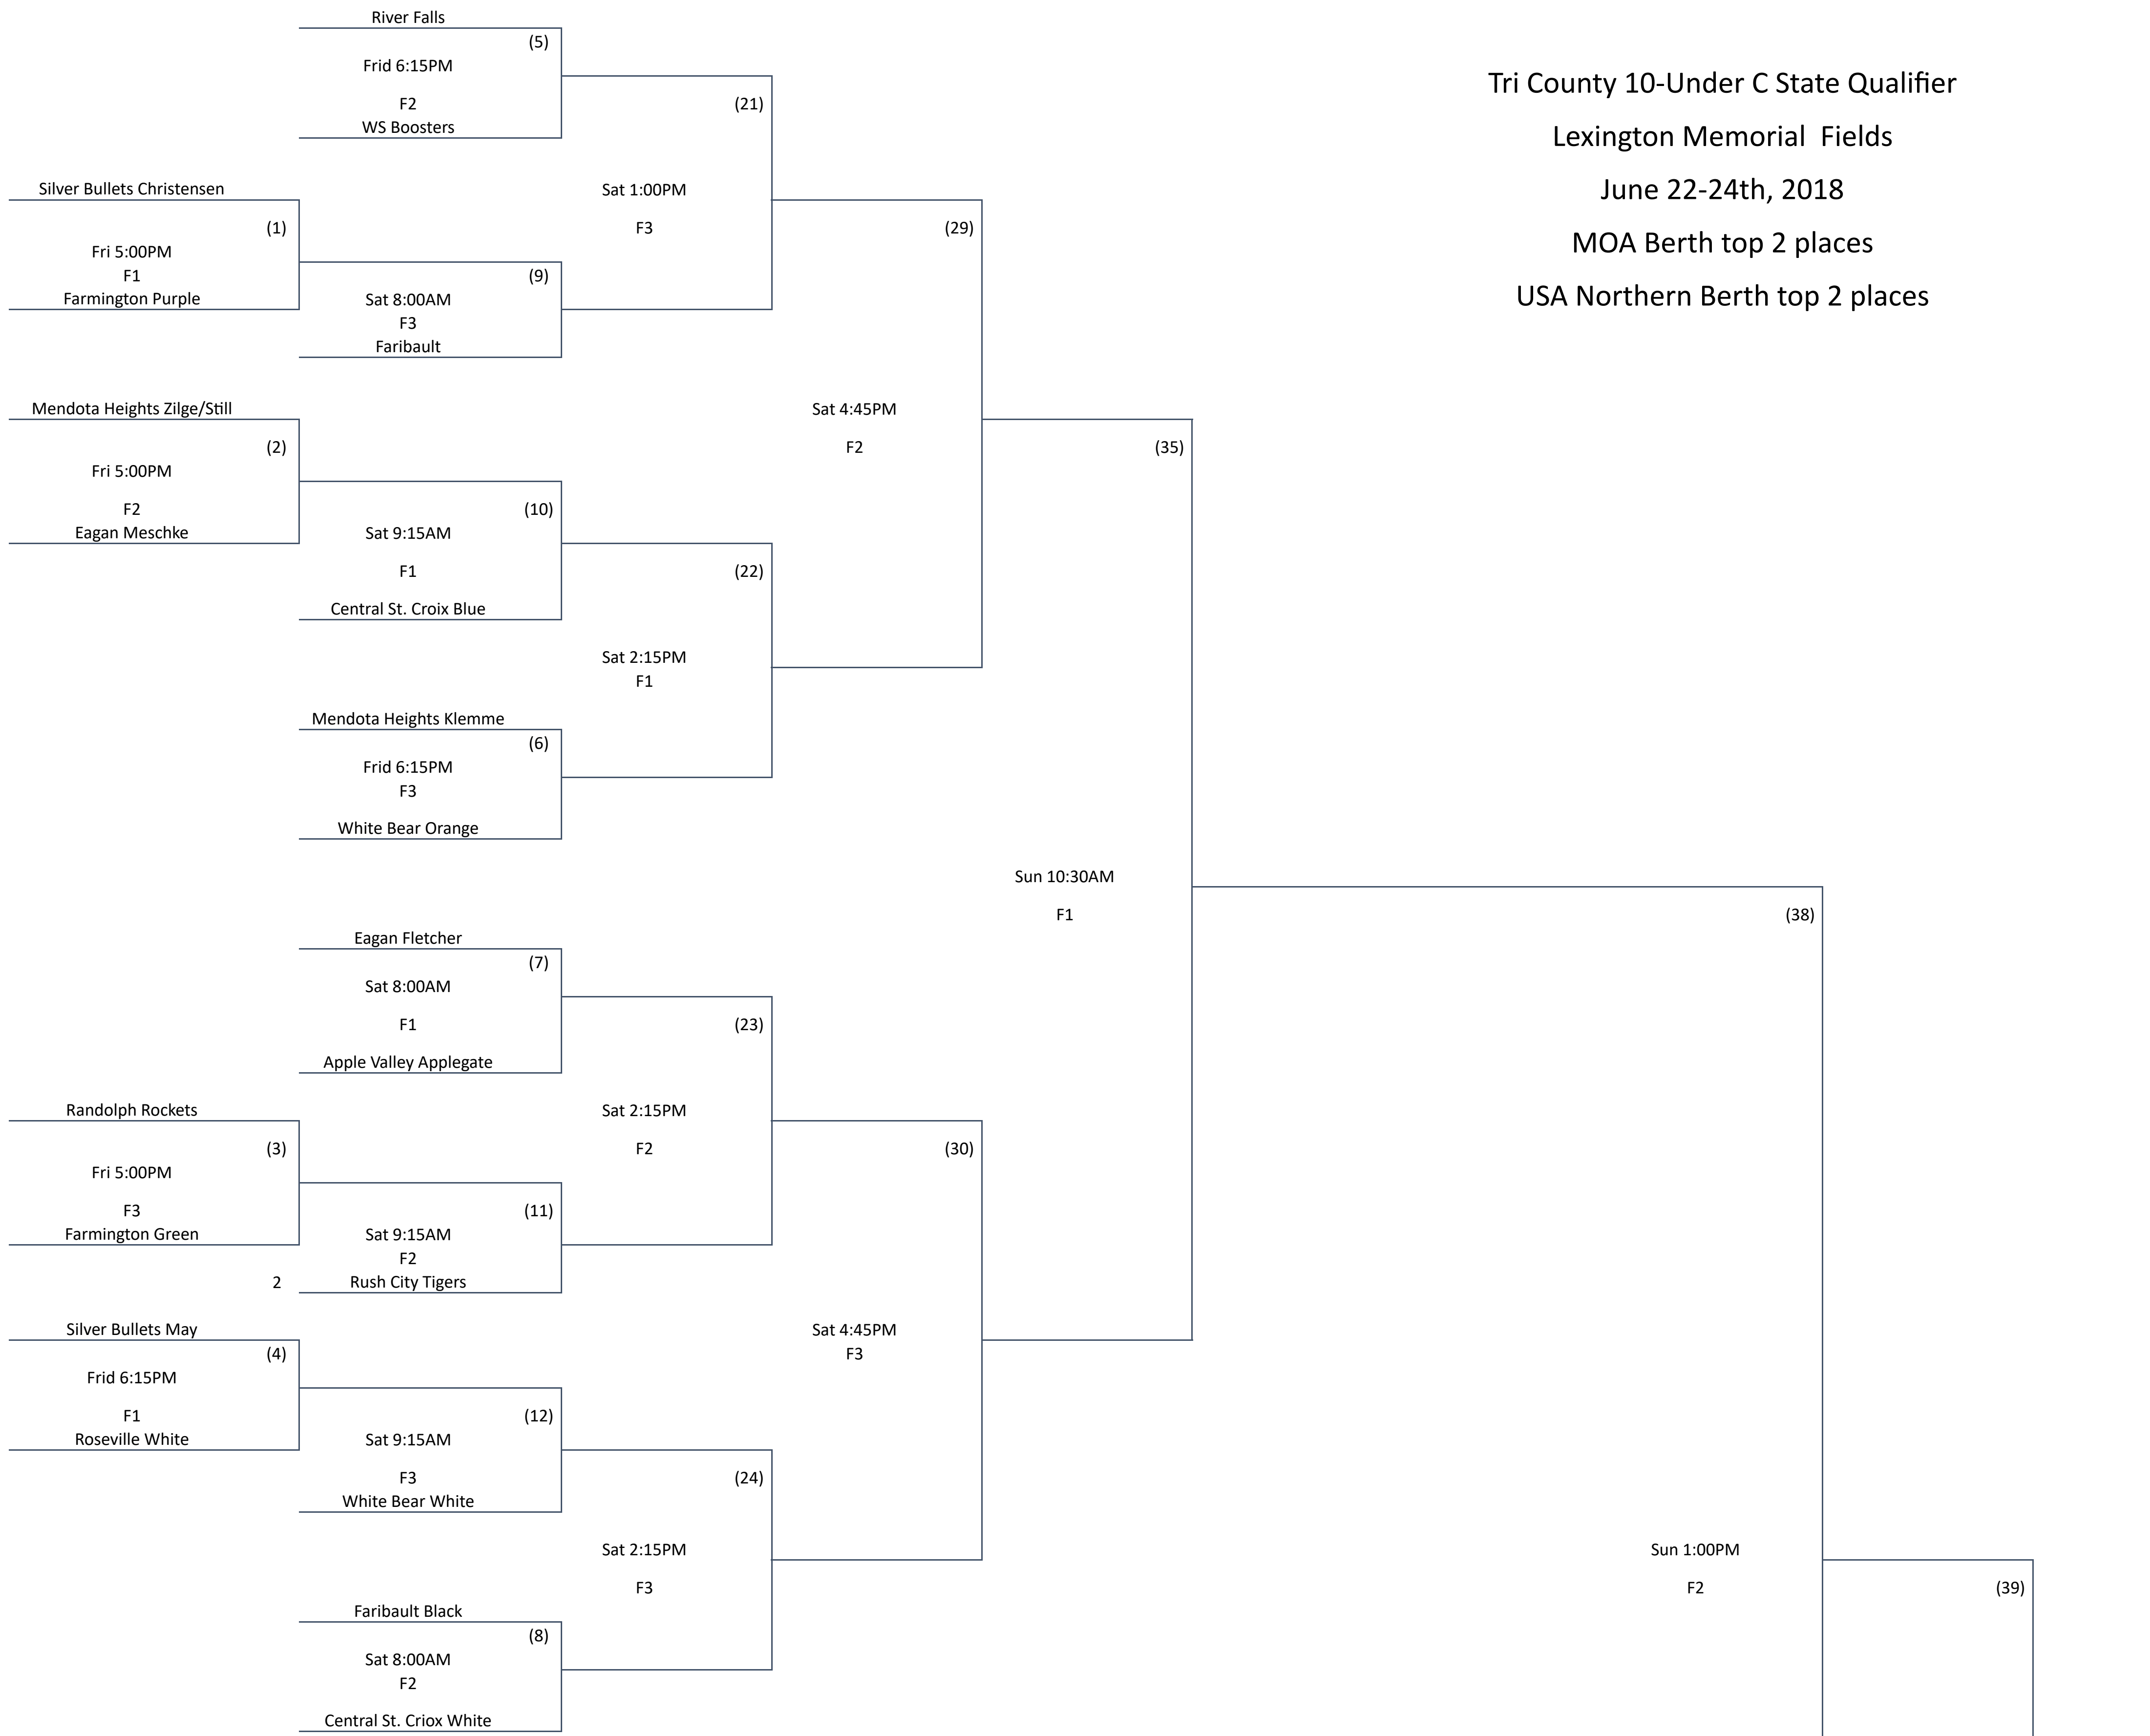 River Falls
(5)
Frid 6:15PM
F2
WS Boosters
(21)
Tri County 10-Under C State Qualifier
Lexington Memorial  Fields
June 22-24th, 2018
MOA Berth top 2 places
USA Northern Berth top 2 places
Silver Bullets Christensen
(1)
Fri 5:00PM
F1
Farmington Purple
Sat 1:00PM
F3
(29)
(9)
Sat 8:00AM
F3
Faribault
Mendota Heights Zilge/Still
(2)
Fri 5:00PM
F2
Eagan Meschke
Sat 4:45PM
F2
(35)
(10)
Sat 9:15AM
F1
Central St. Croix Blue
(22)
Sat 2:15PM
F1
Mendota Heights Klemme
(6)
Frid 6:15PM
F3
White Bear Orange
Sun 10:30AM
F1
(38)
Eagan Fletcher
(7)
Sat 8:00AM
F1
Apple Valley Applegate
(23)
Randolph Rockets
(3)
Fri 5:00PM
F3
Farmington Green
Sat 2:15PM
F2
(30)
(11)
Sat 9:15AM
F2
2
Rush City Tigers
Silver Bullets May
(4)
Frid 6:15PM
F1
Roseville White
Sat 4:45PM
F3
(12)
Sat 9:15AM
F3
White Bear White
(24)
Sat 2:15PM
F3
Sun 1:00PM
F2
(39)
Faribault Black
(8)
Sat 8:00AM
F2
Central St. Criox White